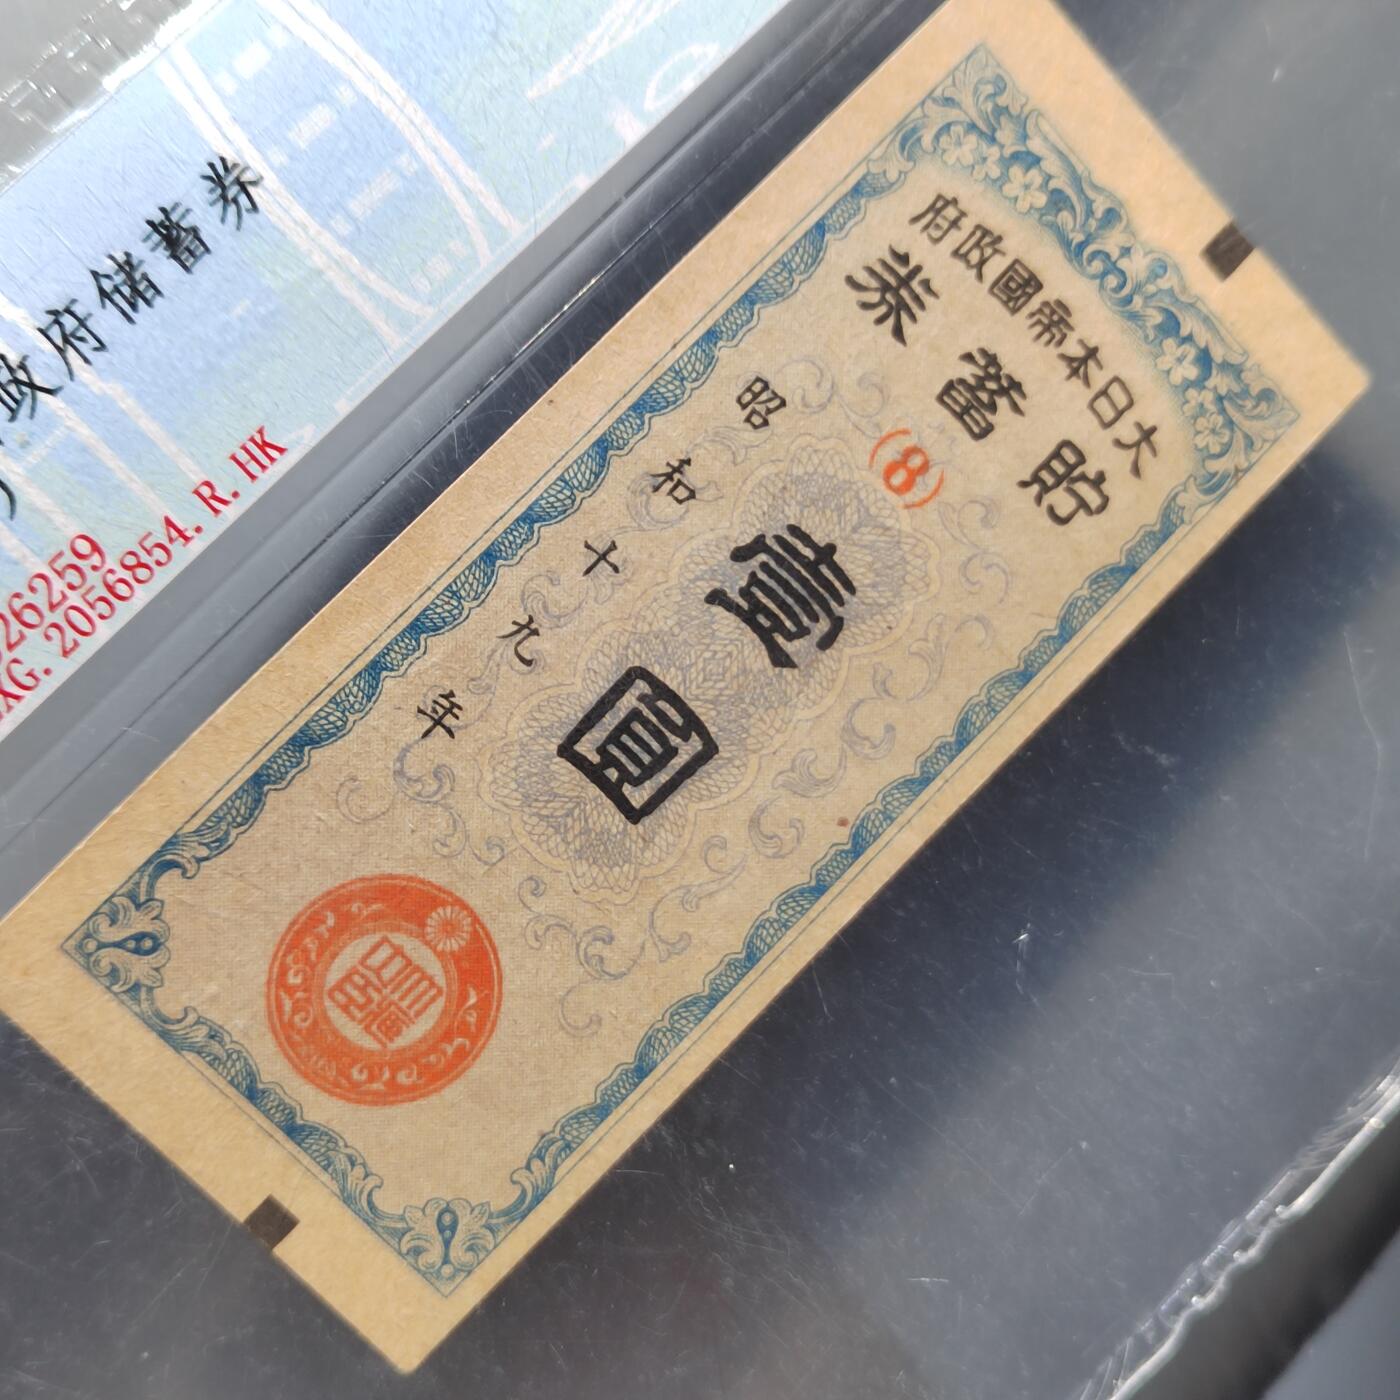 政府储蓄券
26259
XG. 2056854. R. HK
大日本帝國政府
貯蓄券
(8)
壹圓
昭和十九年